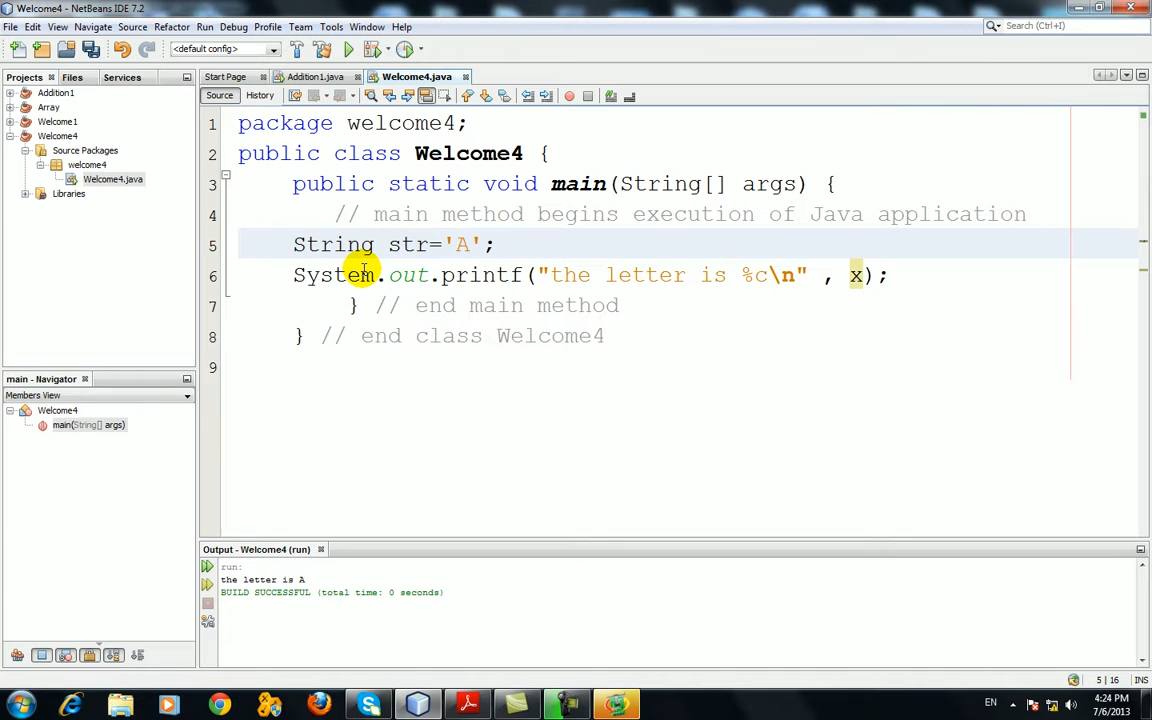 Welcome4 - NetBeans IDE 7.2
File Edit View Navigate Source Refactor Run Debug Profile Team Tools Window Help
Search (Ctrl+I)
<default config>
Projects Files Services
Start Page Addition1.java Welcome4.java
Source History
Addition1
Array
Welcome1
Welcome4
Source Packages
welcome4
Welcome4.java
Libraries
1 package welcome4;
2 public class Welcome4 {
3 public static void main(String[] args) {
4 // main method begins execution of Java application
5 String str='A';
6 System.out.printf("the letter is %c\n" , x);
7 } // end main method
8 } // end class Welcome4
9
main - Navigator
Members View
Welcome4
main(String[] args)
Output - Welcome4 (run)
run:
the letter is A
BUILD SUCCESSFUL (total time: 0 seconds)
5 | 16 INS
EN
4:24 PM
7/6/2013